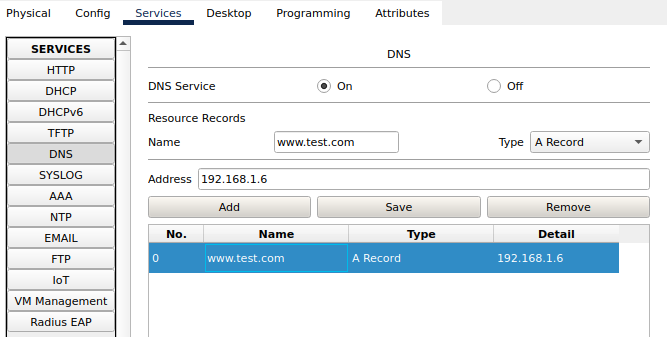 Physical Config Services Desktop Programming Attributes
SERVICES
HTTP
DHCP
DHCPv6
TFTP
DNS
SYSLOG
AAA
NTP
EMAIL
FTP
IoT
VM Management
Radius EAP
DNS
DNS Service On Off
Resource Records
Name www.test.com Type A Record
Address 192.168.1.6
Add Save Remove
No. Name Type Detail
0 www.test.com A Record 192.168.1.6